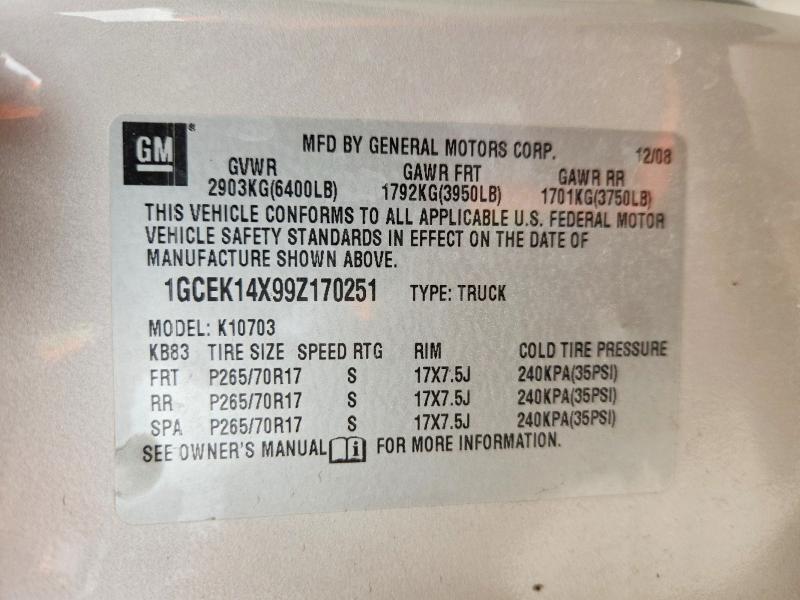 GM®
MFD BY GENERAL MOTORS CORP. 12/08
GVWR GAWR FRT GAWR RR
2903KG(6400LB) 1792KG(3950LB) 1701KG(3750LB)
THIS VEHICLE CONFORMS TO ALL APPLICABLE U.S. FEDERAL MOTOR
VEHICLE SAFETY STANDARDS IN EFFECT ON THE DATE OF
MANUFACTURE SHOWN ABOVE.
1GCEK14X99Z170251 TYPE: TRUCK
MODEL: K10703
KB83 TIRE SIZE SPEED RTG RIM COLD TIRE PRESSURE
FRT P265/70R17 S 17X7.5J 240KPA(35PSI)
RR P265/70R17 S 17X7.5J 240KPA(35PSI)
SPA P265/70R17 S 17X7.5J 240KPA(35PSI)
SEE OWNER'S MANUAL i FOR MORE INFORMATION.